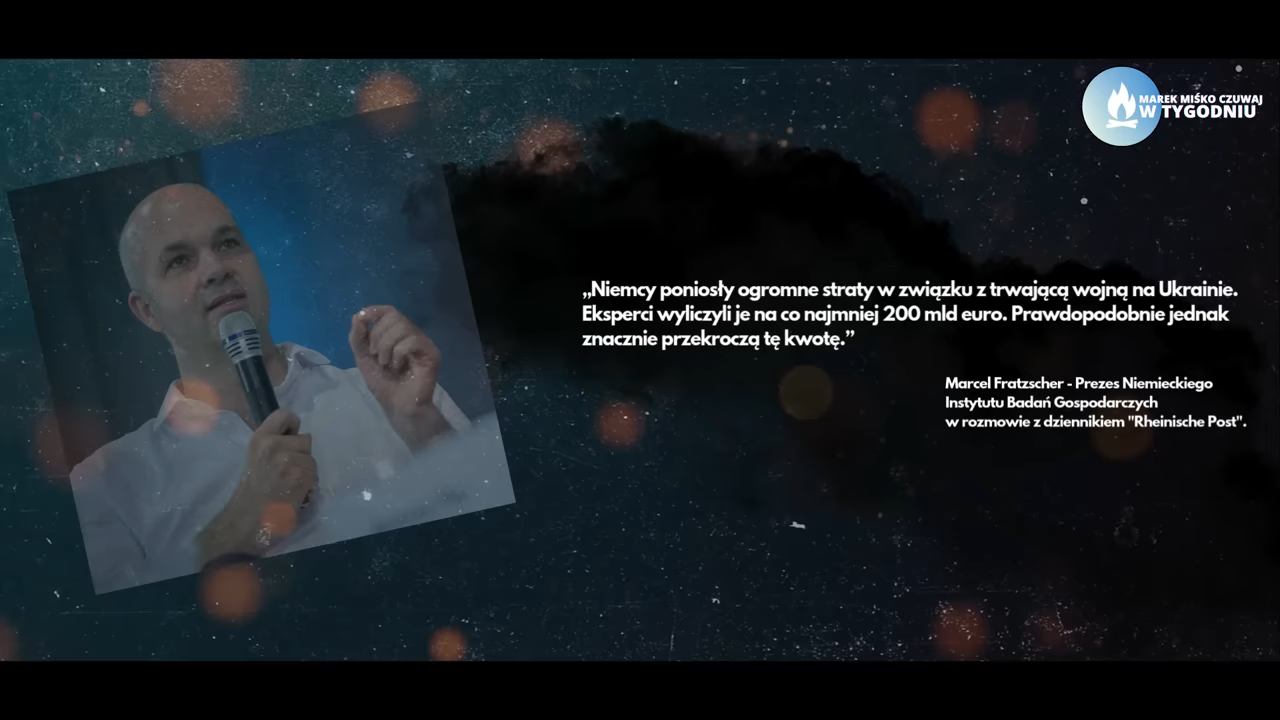 MAREK MIŚKO CZUWAJ
W TYGODNIU
„Niemcy poniosły ogromne straty w związku z trwającą wojną na Ukrainie.
Eksperci wyliczyli je na co najmniej 200 mld euro. Prawdopodobnie jednak
znacznie przekroczą tę kwotę.”
Marcel Fratzscher - Prezes Niemieckiego
Instytutu Badań Gospodarczych
w rozmowie z dziennikiem "Rheinische Post".